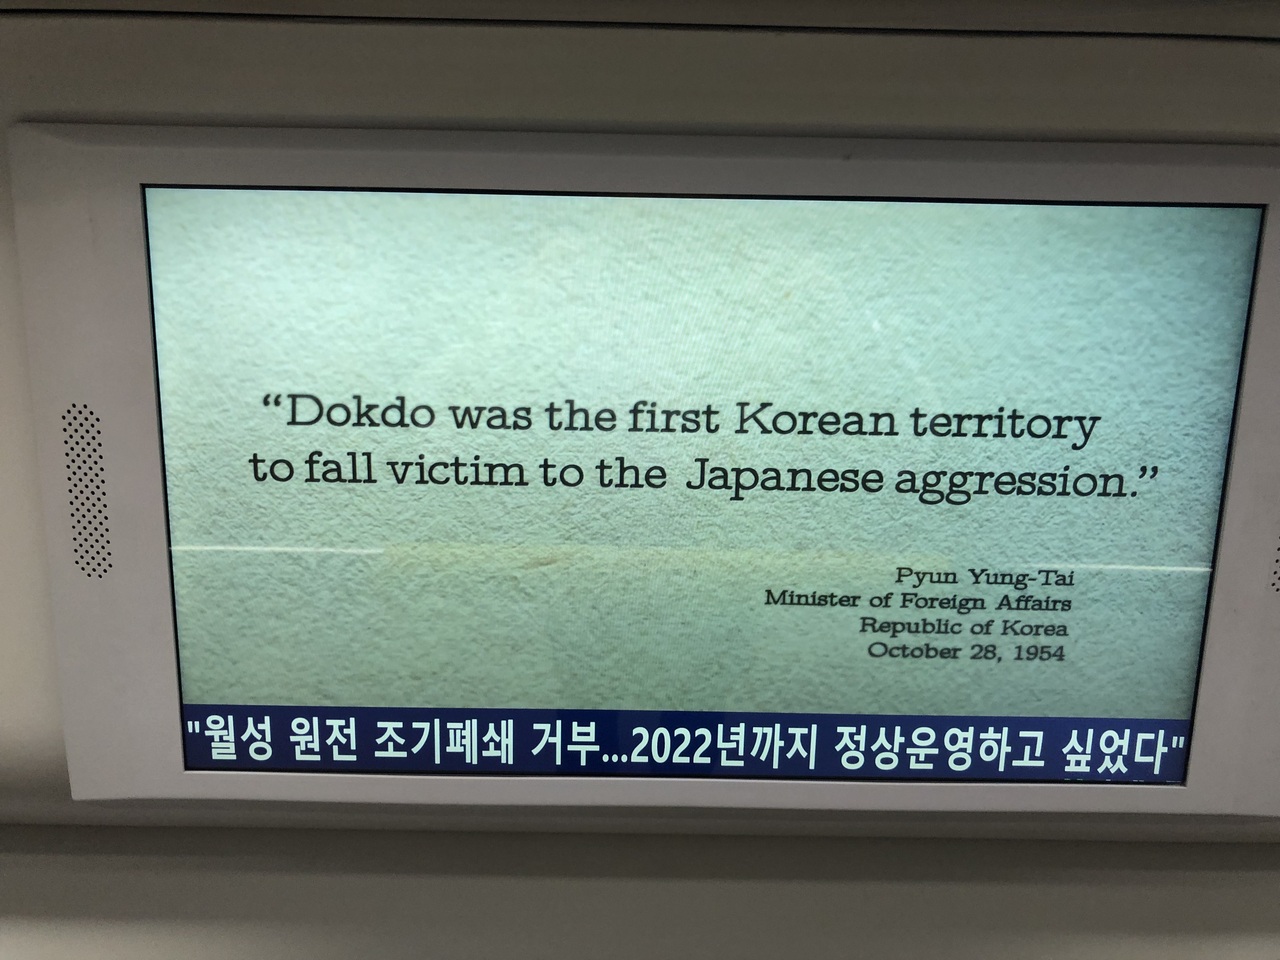 “Dokdo was the first Korean territory
to fall victim to the Japanese aggression.”
Pyun Yung-Tai
Minister of Foreign Affairs
Republic of Korea
October 28, 1954
"월성 원전 조기폐쇄 거부...2022년까지 정상운영하고 싶었다"